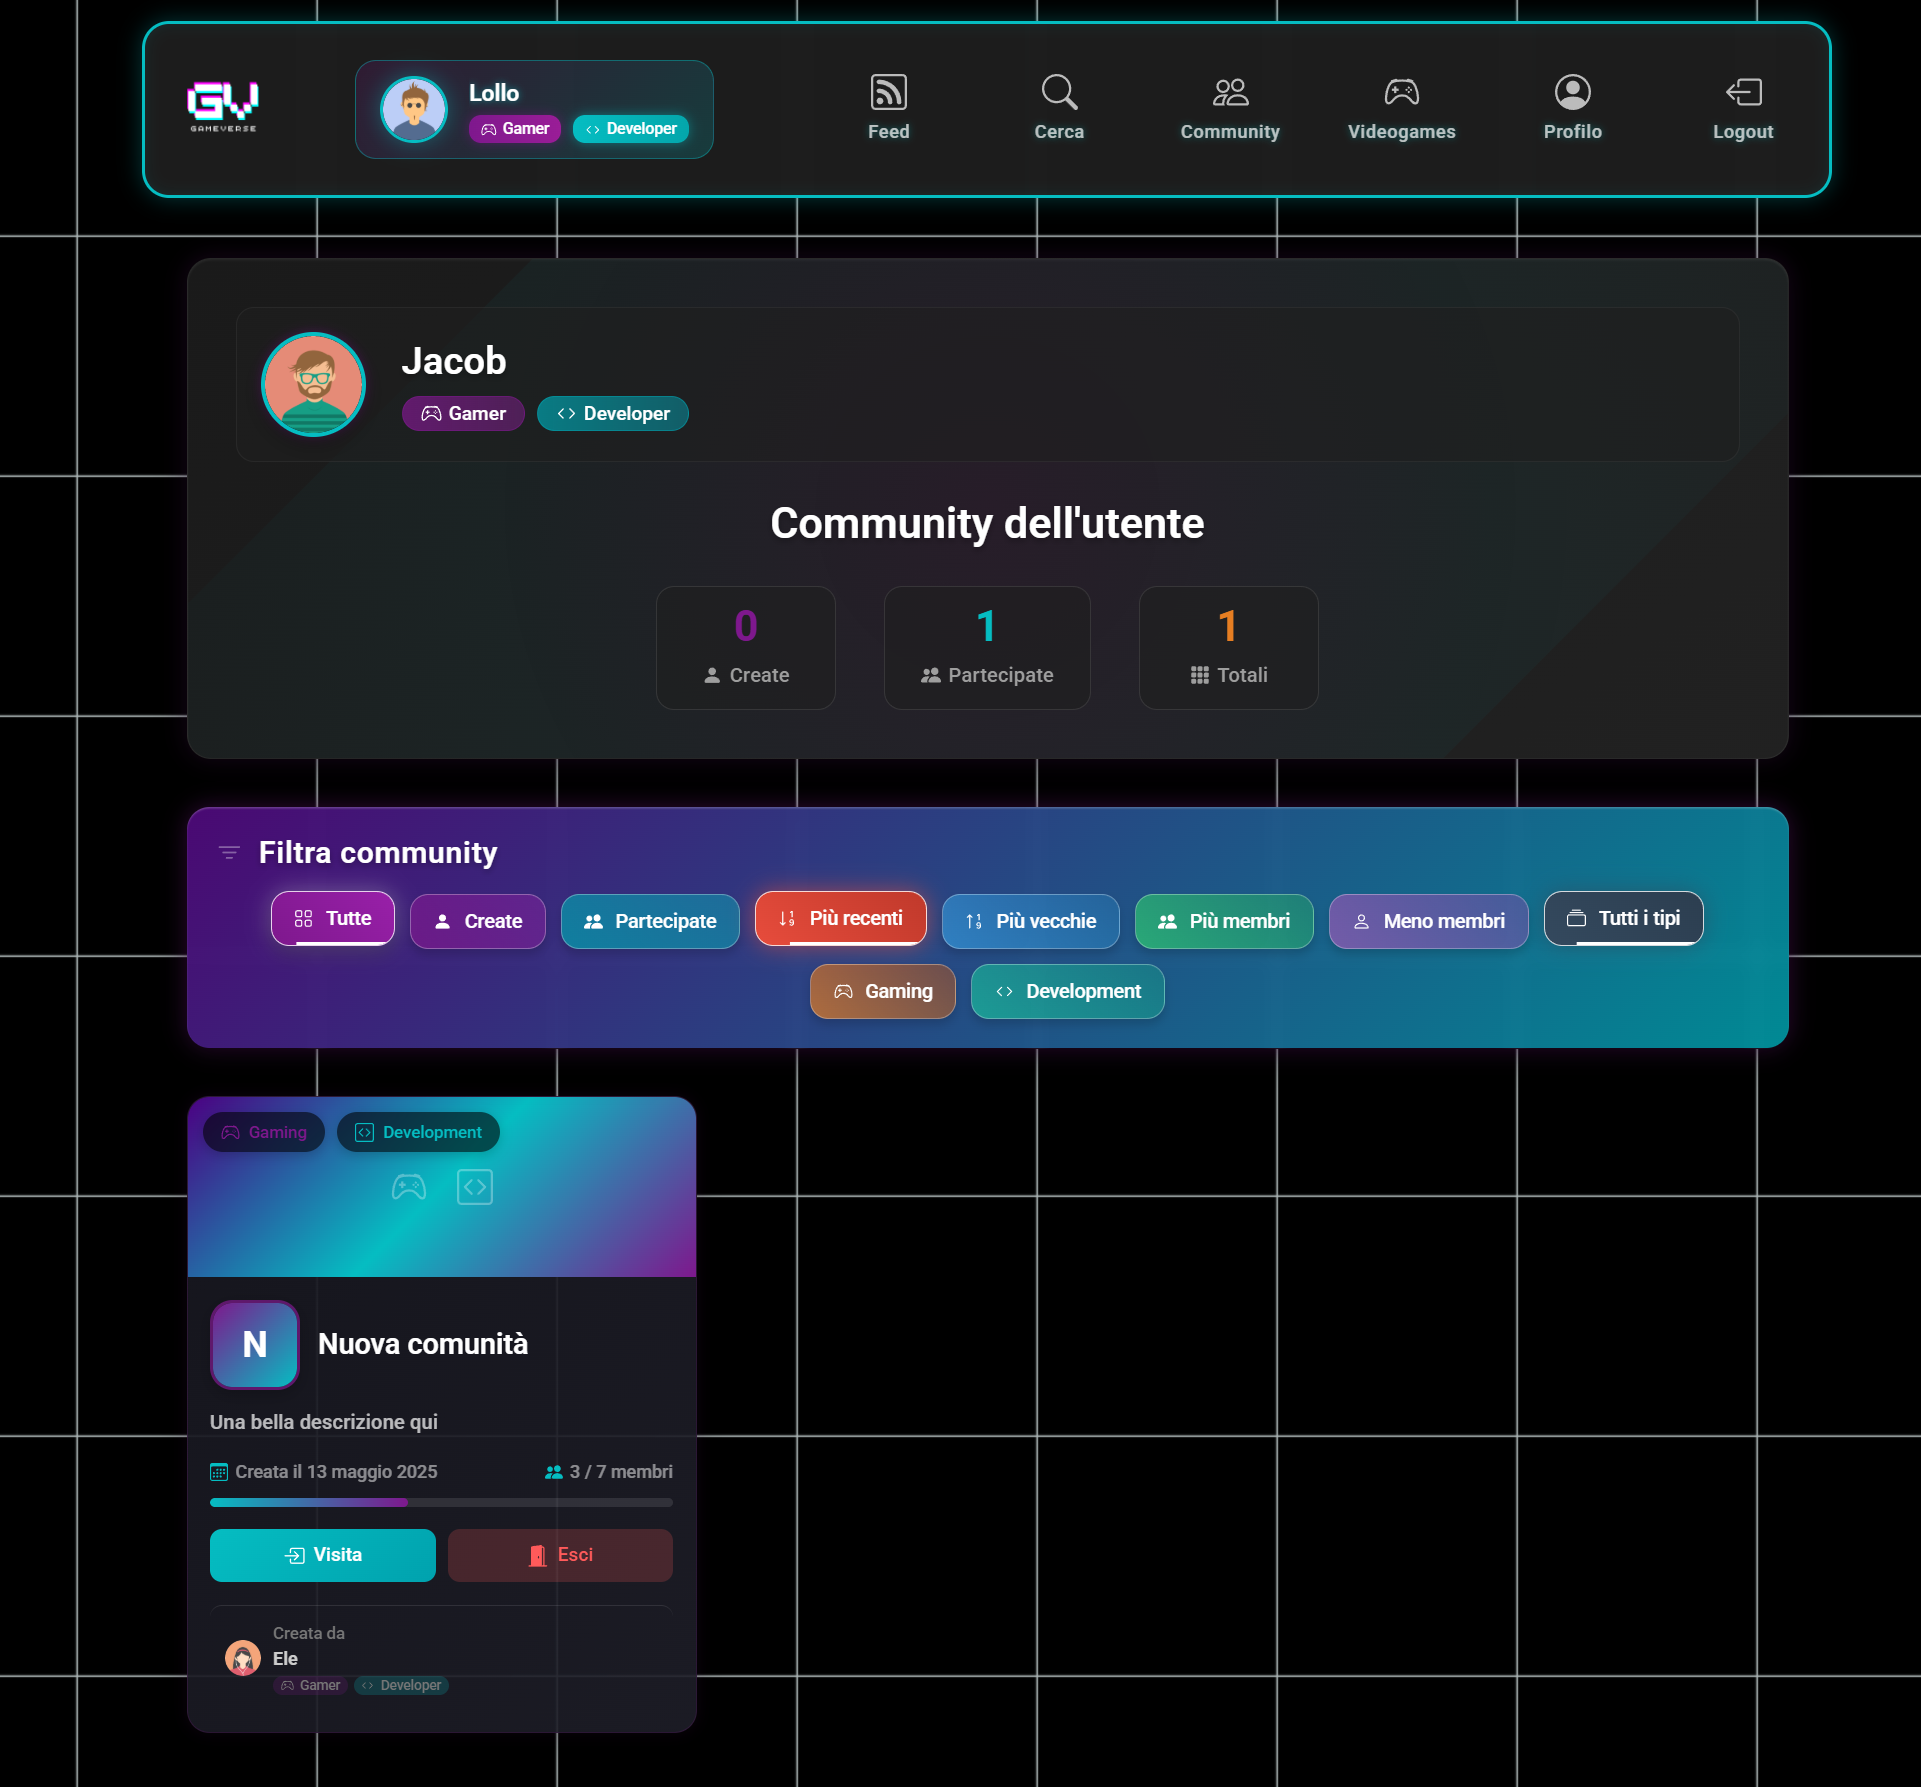 GV
GAMEVERSE
Lollo
Gamer
Developer
Feed
Cerca
Community
Videogames
Profilo
Logout
Jacob
Gamer
Developer
Community dell'utente
0
Create
1
Partecipate
1
Totali
Filtra community
Tutte
Create
Partecipate
Più recenti
Più vecchie
Più membri
Meno membri
Tutti i tipi
Gaming
Development
Gaming
Development
N
Nuova comunità
Una bella descrizione qui
Creata il 13 maggio 2025
3 / 7 membri
Visita
Esci
Creata da
Ele
Gamer
Developer